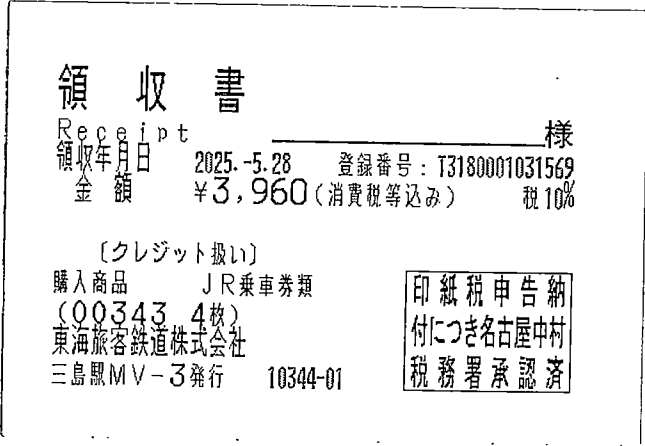 領収書
Receipt 様
領収年月日 2025.-5.28 登録番号:T3180001031569
金額 ¥3,960(消費税等込み) 税10%
〔クレジット扱い〕
購入商品 JR乗車券類
(00343 4枚)
東海旅客鉄道株式会社
三島駅MV-3発行 10344-01
印紙税申告納
付につき名古屋中村
税務署承認済